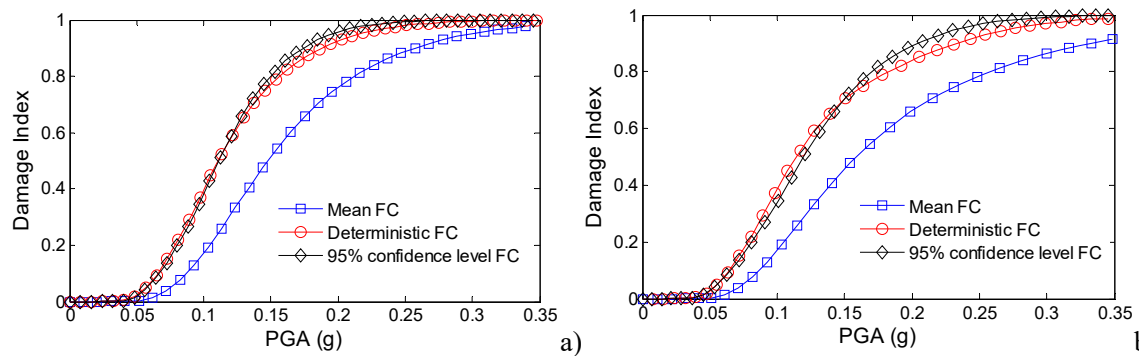 1
0.8
0.6
0.4
0.2
0
Damage Index
0 0.05 0.1 0.15 0.2 0.25 0.3 0.35
PGA (g)
Mean FC
Deterministic FC
95% confidence level FC
a)
1
0.8
0.6
0.4
0.2
0
Damage Index
0 0.05 0.1 0.15 0.2 0.25 0.3 0.35
PGA (g)
Mean FC
Deterministic FC
95% confidence level FC
b